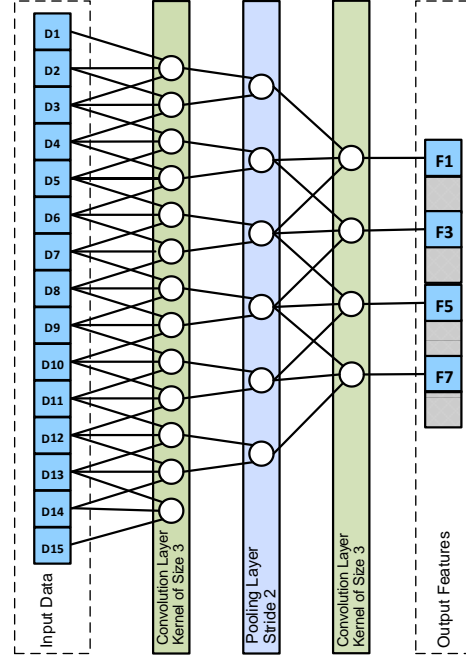 D1
D2
D3
D4
D5
D6
D7
D8
D9
D10
D11
D12
D13
D14
D15
Input Data
Convolution Layer
Kernel of Size 3
Pooling Layer
Stride 2
Convolution Layer
Kernel of Size 3
F1
F3
F5
F7
Output Features